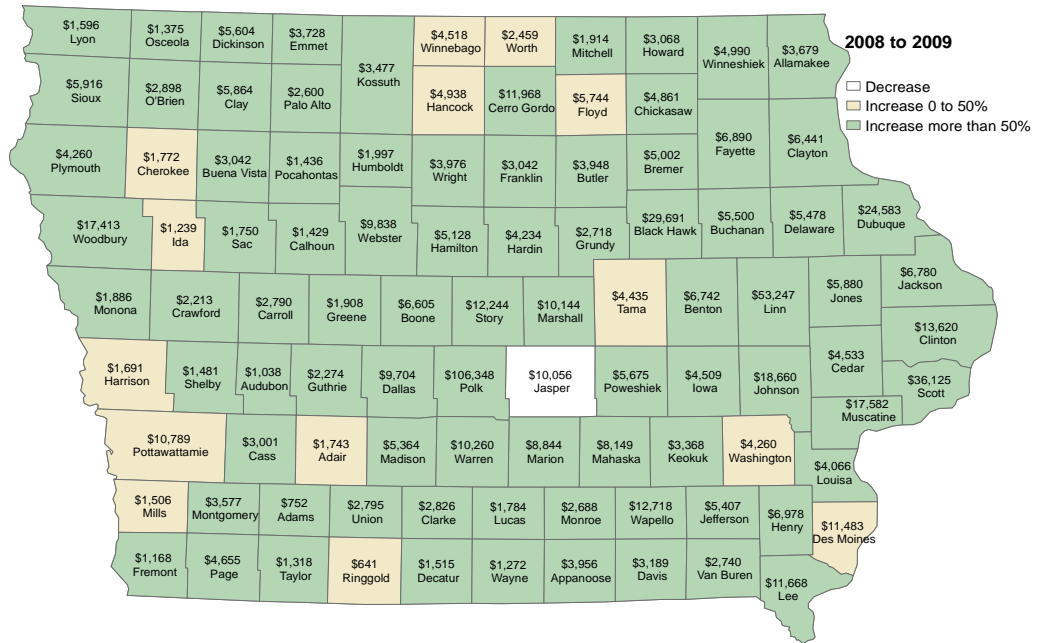 $1,596
Lyon
$1,375
Osceola
$5,604
Dickinson
$3,728
Emmet
$3,477
Kossuth
$4,518
Winnebago
$2,459
Worth
$1,914
Mitchell
$3,068
Howard
$4,990
Winneshiek
$3,679
Allamakee
2008 to 2009
Decrease
Increase 0 to 50%
Increase more than 50%
$5,916
Sioux
$2,898
O'Brien
$5,864
Clay
$2,600
Palo Alto
$4,938
Hancock
$11,968
Cerro Gordo
$5,744
Floyd
$4,861
Chickasaw
$4,260
Plymouth
$1,772
Cherokee
$3,042
Buena Vista
$1,436
Pocahontas
$1,997
Humboldt
$3,976
Wright
$3,042
Franklin
$3,948
Butler
$5,002
Bremer
$6,890
Fayette
$6,441
Clayton
$17,413
Woodbury
$1,239
Ida
$1,750
Sac
$1,429
Calhoun
$9,838
Webster
$5,128
Hamilton
$4,234
Hardin
$2,718
Grundy
$29,691
Black Hawk
$5,500
Buchanan
$5,478
Delaware
$24,583
Dubuque
$1,886
Monona
$2,213
Crawford
$2,790
Carroll
$1,908
Greene
$6,605
Boone
$12,244
Story
$10,144
Marshall
$4,435
Tama
$6,742
Benton
$53,247
Linn
$5,880
Jones
$6,780
Jackson
$13,620
Clinton
$1,691
Harrison
$1,481
Shelby
$1,038
Audubon
$2,274
Guthrie
$9,704
Dallas
$106,348
Polk
$10,056
Jasper
$5,675
Poweshiek
$4,509
Iowa
$18,660
Johnson
$4,533
Cedar
$36,125
Scott
$17,582
Muscatine
$10,789
Pottawattamie
$3,001
Cass
$1,743
Adair
$5,364
Madison
$10,260
Warren
$8,844
Marion
$8,149
Mahaska
$3,368
Keokuk
$4,260
Washington
$4,066
Louisa
$1,506
Mills
$3,577
Montgomery
$752
Adams
$2,795
Union
$2,826
Clarke
$1,784
Lucas
$2,688
Monroe
$12,718
Wapello
$5,407
Jefferson
$6,978
Henry
$11,483
Des Moines
$1,168
Fremont
$4,655
Page
$1,318
Taylor
$641
Ringgold
$1,515
Decatur
$1,272
Wayne
$3,956
Appanoose
$3,189
Davis
$2,740
Van Buren
$11,668
Lee